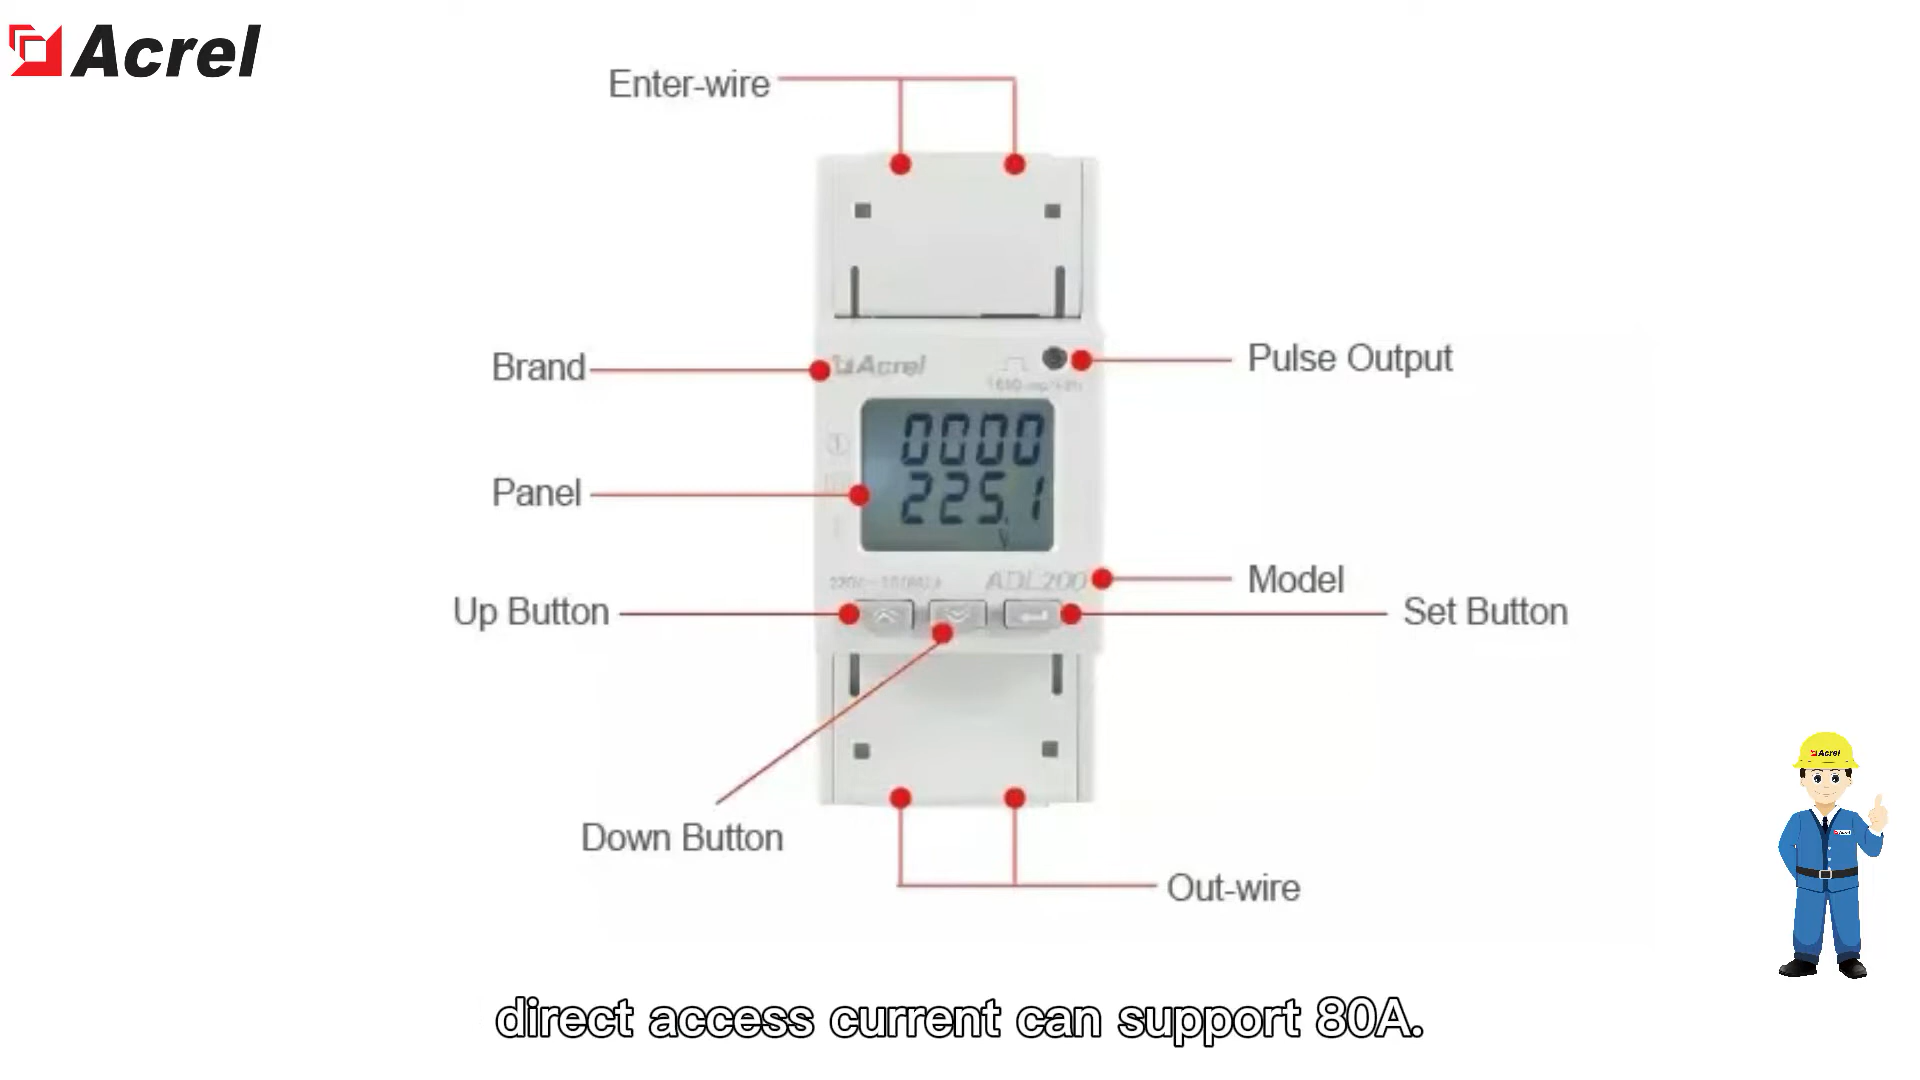 Acrel
Enter-wire
Brand
Acrel
Pulse Output
0000
Panel
225.1
V
Model
ADL200
Up Button
Set Button
Down Button
Out-wire
Acrel
direct access current can support 80A.